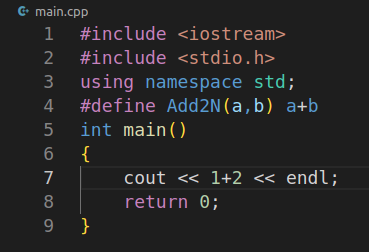 main.cpp
1 #include <iostream>
2 #include <stdio.h>
3 using namespace std;
4 #define Add2N(a,b) a+b
5 int main()
6 {
7     cout << 1+2 << endl;
8     return 0;
9 }